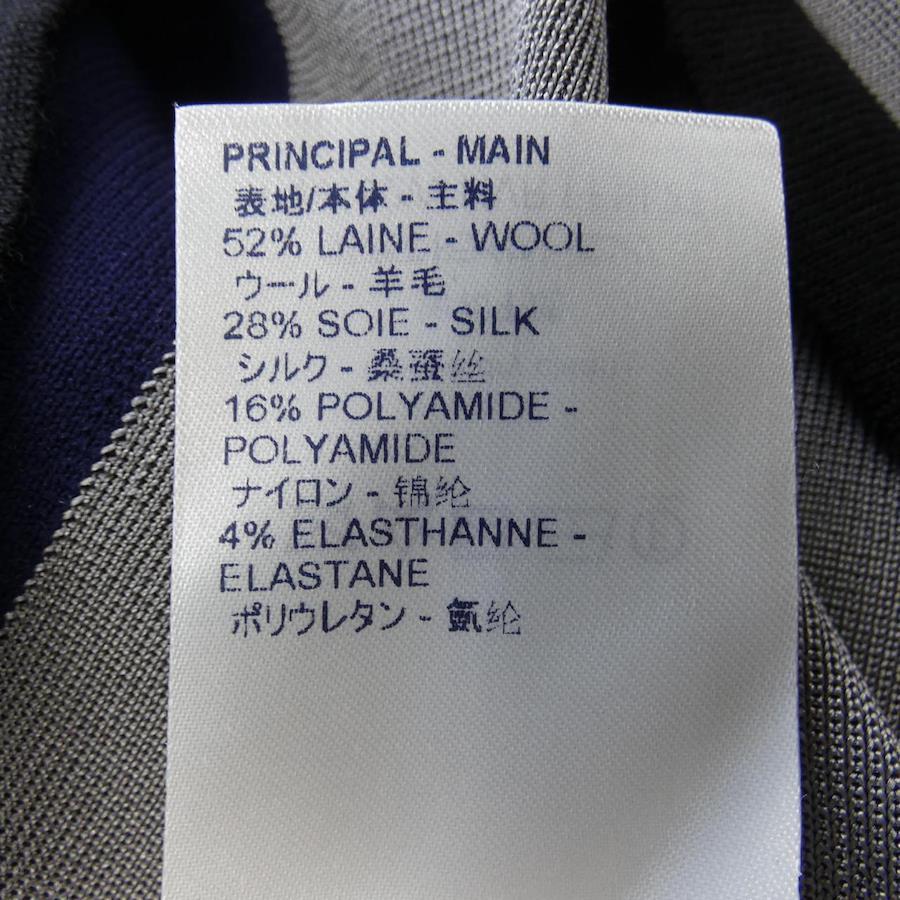 PRINCIPAL - MAIN
表地/本体 - 主料
52% LAINE - WOOL
ウール - 羊毛
28% SOIE - SILK
シルク - 桑蚕丝
16% POLYAMIDE -
POLYAMIDE
ナイロン - 锦纶
4% ELASTHANNE -
ELASTANE
ポリウレタン - 氨纶